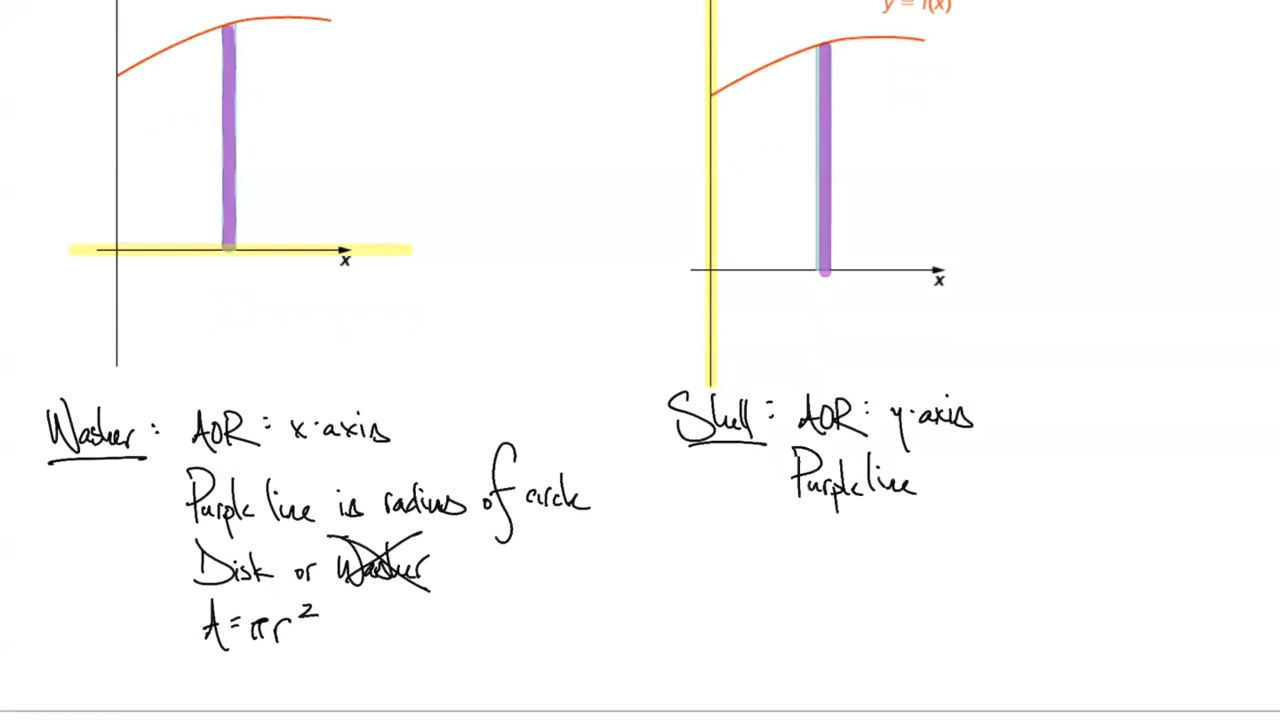 y = f(x)
x
x
Washer : AOR : x-axis
Purple line is radius of circle
Disk or Washer
A = πr²
Shell : AOR : y-axis
Purple line